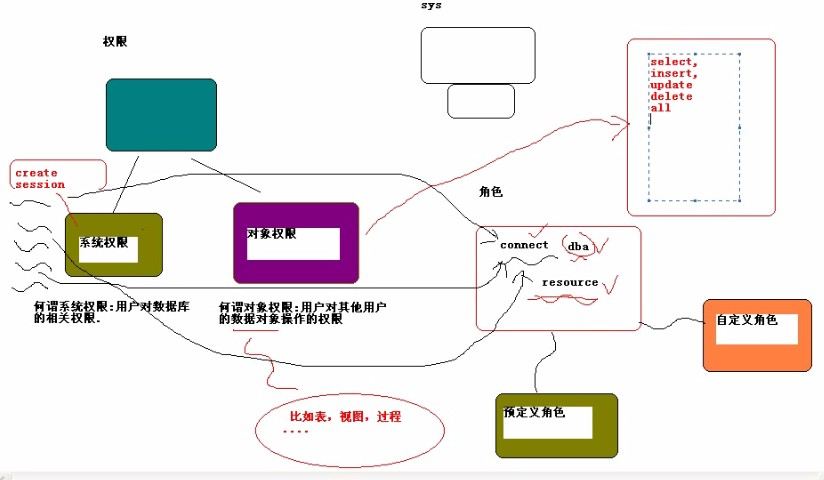 sys
权限
select,
insert,
update
delete
all
create
session
角色
系统权限
对象权限
connect
dba
resource
何谓系统权限:用户对数据库
的相关权限.
何谓对象权限:用户对其他用户
的数据对象操作的权限
自定义角色
预定义角色
比如表，视图，过程
....